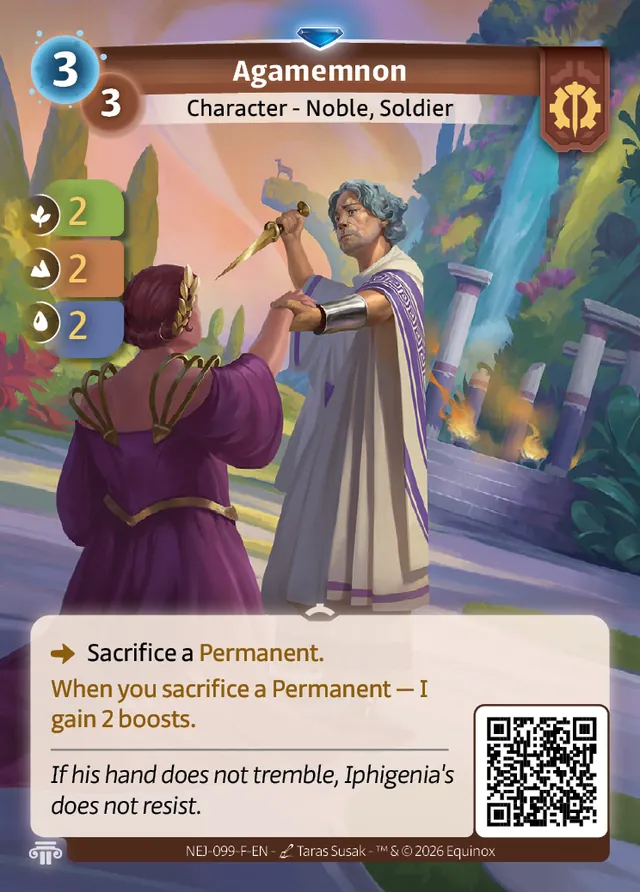 3
Agamemnon
3
Character - Noble, Soldier
2
2
2
Sacrifice a Permanent.
When you sacrifice a Permanent — I
gain 2 boosts.
If his hand does not tremble, Iphigenia's
does not resist.
NEJ-099-F-EN - Taras Susak - ™ & © 2026 Equinox